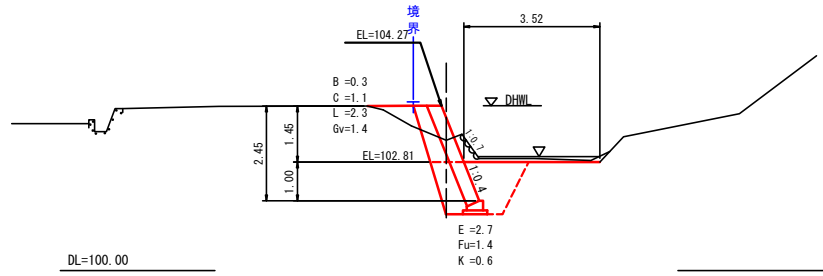 境
界
3.52
EL=104.27
B =0.3
C =1.1
L =2.3
Gv=1.4
DHWL
1:0.7
1.45
2.45
EL=102.81
1:0.4
1.00
E =2.7
Fu=1.4
K =0.6
DL=100.00